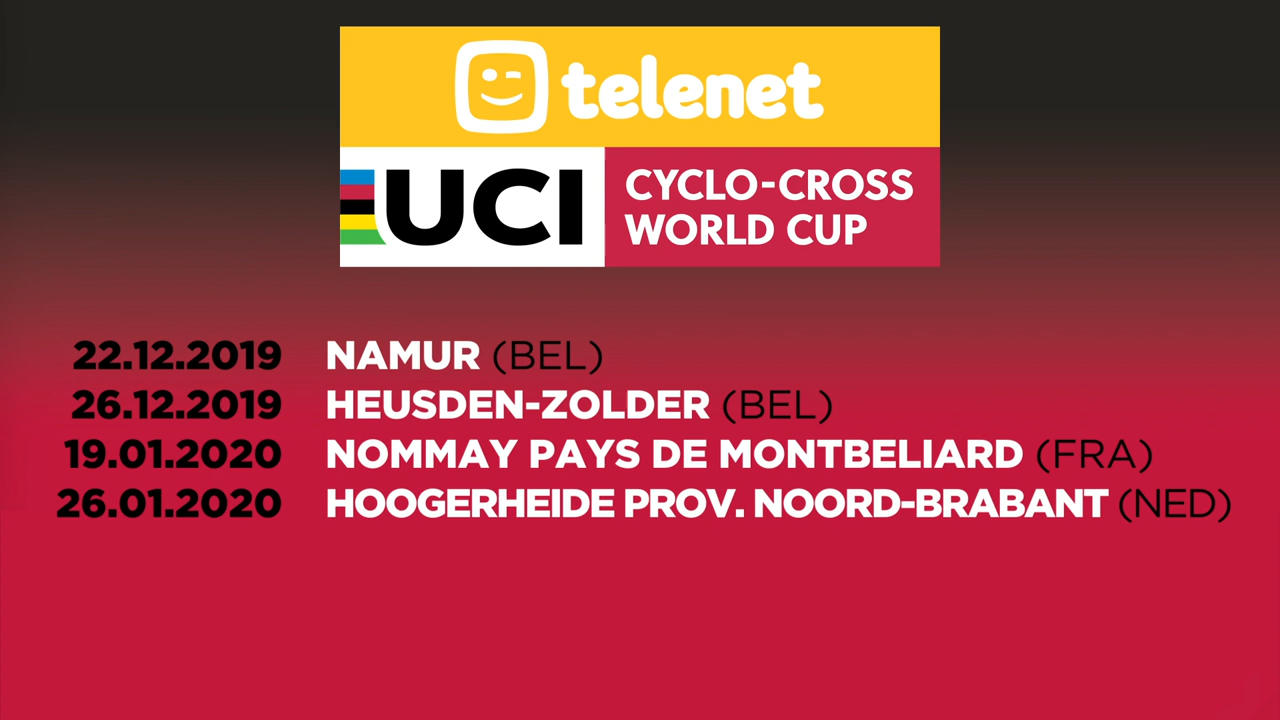 telenet
UCI
CYCLO-CROSS
WORLD CUP
22.12.2019 NAMUR (BEL)
26.12.2019 HEUSDEN-ZOLDER (BEL)
19.01.2020 NOMMAY PAYS DE MONTBELIARD (FRA)
26.01.2020 HOOGERHEIDE PROV. NOORD-BRABANT (NED)